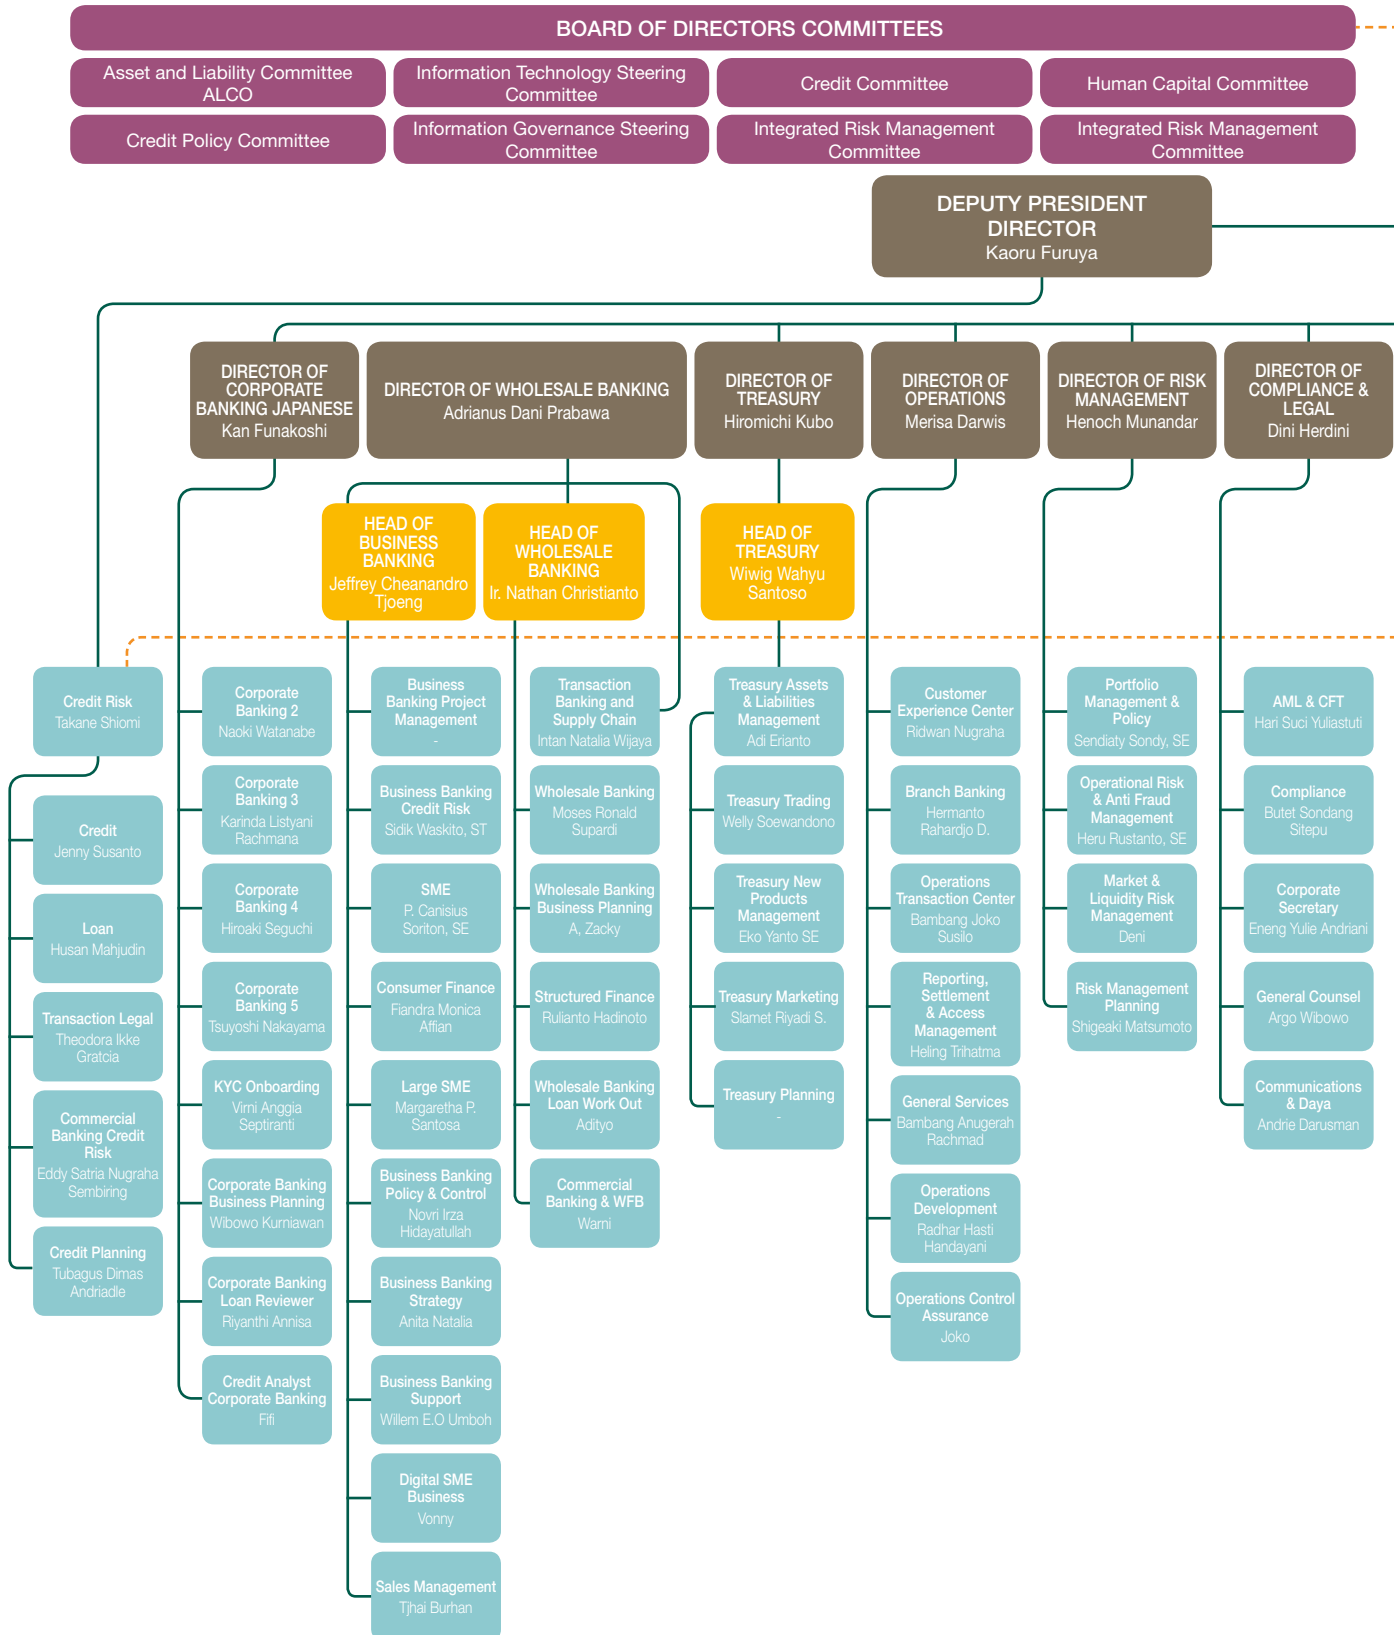 BOARD OF DIRECTORS COMMITTEES
Asset and Liability Committee
ALCO
Information Technology Steering
Committee
Credit Committee
Human Capital Committee
Credit Policy Committee
Information Governance Steering
Committee
Integrated Risk Management
Committee
Integrated Risk Management
Committee
DEPUTY PRESIDENT
DIRECTOR
Kaoru Furuya
DIRECTOR OF
CORPORATE
BANKING JAPANESE
Kan Funakoshi
DIRECTOR OF WHOLESALE BANKING
Adrianus Dani Prabawa
DIRECTOR OF
TREASURY
Hiromichi Kubo
DIRECTOR OF
OPERATIONS
Merisa Darwis
DIRECTOR OF RISK
MANAGEMENT
Henoch Munandar
DIRECTOR OF
COMPLIANCE &
LEGAL
Dini Herdini
HEAD OF
BUSINESS
BANKING
Jeffrey Cheanandro
Tjoeng
HEAD OF
WHOLESALE
BANKING
Ir. Nathan Christianto
HEAD OF
TREASURY
Wiwig Wahyu
Santoso
Credit Risk
Takane Shiomi
Credit
Jenny Susanto
Loan
Husan Mahjudin
Transaction Legal
Theodora Ikke
Gratcia
Commercial
Banking Credit
Risk
Eddy Satria Nugraha
Sembiring
Credit Planning
Tubagus Dimas
Andriadle
Corporate
Banking 2
Naoki Watanabe
Corporate
Banking 3
Karinda Listyani
Rachmana
Corporate
Banking 4
Hiroaki Seguchi
Corporate
Banking 5
Tsuyoshi Nakayama
KYC Onboarding
Virni Anggia
Septiranti
Corporate Banking
Business Planning
Wibowo Kurniawan
Corporate Banking
Loan Reviewer
Riyanthi Annisa
Credit Analyst
Corporate Banking
Fifi
Business
Banking Project
Management
-
Business Banking
Credit Risk
Sidik Waskito, ST
SME
P. Canisius
Soriton, SE
Consumer Finance
Fiandra Monica
Affian
Large SME
Margaretha P.
Santosa
Business Banking
Policy & Control
Novri Irza
Hidayatullah
Business Banking
Strategy
Anita Natalia
Business Banking
Support
Willem E.O Umboh
Digital SME
Business
Vonny
Sales Management
Tjhai Burhan
Transaction
Banking and
Supply Chain
Intan Natalia Wijaya
Wholesale Banking
Moses Ronald
Supardi
Wholesale Banking
Business Planning
A, Zacky
Structured Finance
Rulianto Hadinoto
Wholesale Banking
Loan Work Out
Adityo
Commercial
Banking & WFB
Warni
Treasury Assets
& Liabilities
Management
Adi Erianto
Treasury Trading
Welly Soewandono
Treasury New
Products
Management
Eko Yanto SE
Treasury Marketing
Slamet Riyadi S.
Treasury Planning
-
Customer
Experience Center
Ridwan Nugraha
Branch Banking
Hermanto
Rahardjo D.
Operations
Transaction Center
Bambang Joko
Susilo
Reporting,
Settlement
& Access
Management
Heling Trihatma
General Services
Bambang Anugerah
Rachmad
Operations
Development
Radhar Hasti
Handayani
Operations Control
Assurance
Joko
Portfolio
Management &
Policy
Sendiaty Sondy, SE
Operational Risk
& Anti Fraud
Management
Heru Rustanto, SE
Market &
Liquidity Risk
Management
Deni
Risk Management
Planning
Shigeaki Matsumoto
AML & CFT
Hari Suci Yuliastuti
Compliance
Butet Sondang
Sitepu
Corporate
Secretary
Eneng Yulie Andriani
General Counsel
Argo Wibowo
Communications
& Daya
Andrie Darusman